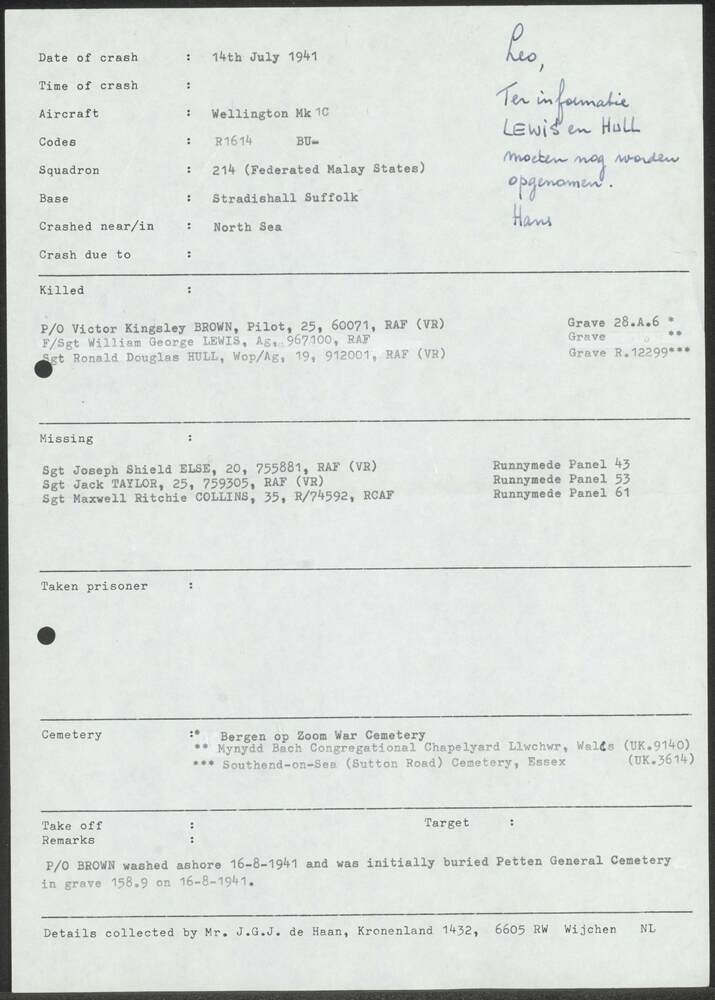 Leo,
Ter informatie
LEWIS en HULL
moeten nog worden
opgenomen.
Hans
Date of crash : 14th July 1941
Time of crash :
Aircraft : Wellington Mk 1C
Codes : R1614 BU-
Squadron : 214 (Federated Malay States)
Base : Stradishall Suffolk
Crashed near/in : North Sea
Crash due to :
Killed :
P/O Victor Kingsley BROWN, Pilot, 25, 60071, RAF (VR) Grave 28.A.6 *
F/Sgt William George LEWIS, Ag, 967100, RAF Grave **
Sgt Ronald Douglas HULL, Wop/Ag, 19, 912001, RAF (VR) Grave R.12299***
Missing :
Sgt Joseph Shield ELSE, 20, 755881, RAF (VR) Runnymede Panel 43
Sgt Jack TAYLOR, 25, 759305, RAF (VR) Runnymede Panel 53
Sgt Maxwell Ritchie COLLINS, 35, R/74592, RCAF Runnymede Panel 61
Taken prisoner :
Cemetery :* Bergen op Zoom War Cemetery
** Mynydd Bach Congregational Chapelyard Llwchwr, Wales (UK.9140)
*** Southend-on-Sea (Sutton Road) Cemetery, Essex (UK.3614)
Take off : Target :
Remarks :
P/O BROWN washed ashore 16-8-1941 and was initially buried Petten General Cemetery
in grave 158.9 on 16-8-1941.
Details collected by Mr. J.G.J. de Haan, Kronenland 1432, 6605 RW Wijchen NL